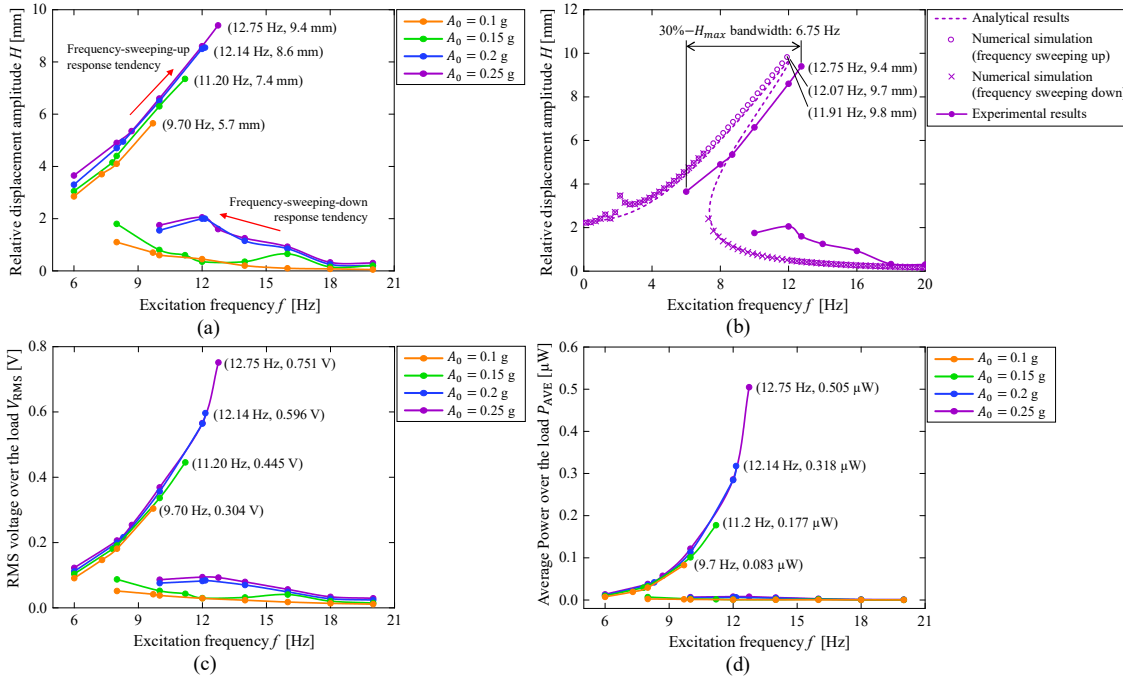 Relative displacement amplitude H [mm]
10
8
6
4
2
0
6 9 12 15 18 21
Excitation frequency f [Hz]
(a)
Frequency-sweeping-up
response tendency
(12.75 Hz, 9.4 mm)
(12.14 Hz, 8.6 mm)
(11.20 Hz, 7.4 mm)
(9.70 Hz, 5.7 mm)
Frequency-sweeping-down
response tendency
A₀ = 0.1 g
A₀ = 0.15 g
A₀ = 0.2 g
A₀ = 0.25 g
Relative displacement amplitude H [mm]
12
10
8
6
4
2
0
0 4 8 12 16 20
Excitation frequency f [Hz]
(b)
30%−Hmax bandwidth: 6.75 Hz
(12.75 Hz, 9.4 mm)
(12.07 Hz, 9.7 mm)
(11.91 Hz, 9.8 mm)
Analytical results
Numerical simulation
(frequency sweeping up)
Numerical simulation
(frequency sweeping down)
Experimental results
RMS voltage over the load VRMS [V]
0.8
0.6
0.4
0.2
0.0
6 9 12 15 18 21
Excitation frequency f [Hz]
(c)
(12.75 Hz, 0.751 V)
(12.14 Hz, 0.596 V)
(11.20 Hz, 0.445 V)
(9.70 Hz, 0.304 V)
A₀ = 0.1 g
A₀ = 0.15 g
A₀ = 0.2 g
A₀ = 0.25 g
Average Power over the load PAVE [µW]
0.6
0.5
0.4
0.3
0.2
0.1
0.0
6 9 12 15 18 21
Excitation frequency f [Hz]
(d)
(12.75 Hz, 0.505 µW)
(12.14 Hz, 0.318 µW)
(11.2 Hz, 0.177 µW)
(9.7 Hz, 0.083 µW)
A₀ = 0.1 g
A₀ = 0.15 g
A₀ = 0.2 g
A₀ = 0.25 g